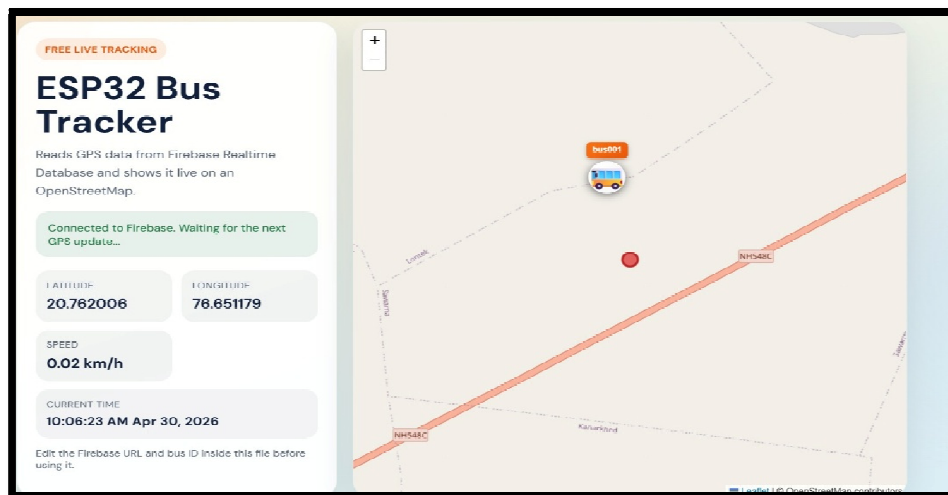 FREE LIVE TRACKING
ESP32 Bus
Tracker
Reads GPS data from Firebase Realtime
Database and shows it live on an
OpenStreetMap.
Connected to Firebase. Waiting for the next
GPS update...
LATITUDE
20.762006
LONGITUDE
76.651179
SPEED
0.02 km/h
CURRENT TIME
10:06:23 AM Apr 30, 2026
Edit the Firebase URL and bus ID inside this file before
using it.
+
bus001
NH548C
NH548C
Leaflet | © OpenStreetMap contributors